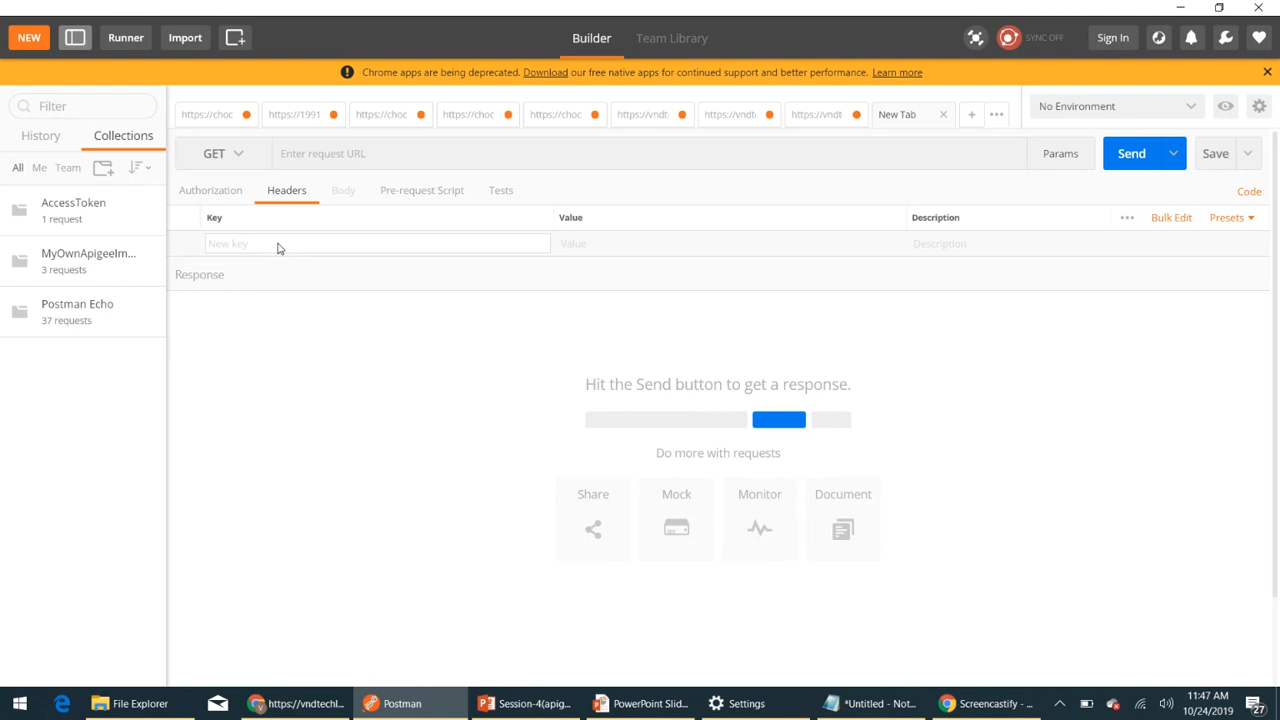 NEW
Runner
Import
Builder
Team Library
SYNC OFF
Sign In
Chrome apps are being deprecated. Download our free native apps for continued support and better performance. Learn more
Filter
History
Collections
All Me Team
AccessToken
1 request
MyOwnApigeeIm...
3 requests
Postman Echo
37 requests
https://choc
https://1991
https://choc
https://choc
https://choc
https://vndt
https://vndt
https://vndt
New Tab
No Environment
GET
Enter request URL
Params
Send
Save
Authorization
Headers
Body
Pre-request Script
Tests
Code
Key
Value
Description
Bulk Edit
Presets
New key
Value
Description
Response
Hit the Send button to get a response.
Do more with requests
Share
Mock
Monitor
Document
File Explorer
https://vndtechl...
Postman
Session-4(apig...
PowerPoint Slid...
Settings
*Untitled - Not...
Screencastify - ...
11:47 AM
10/24/2019
27